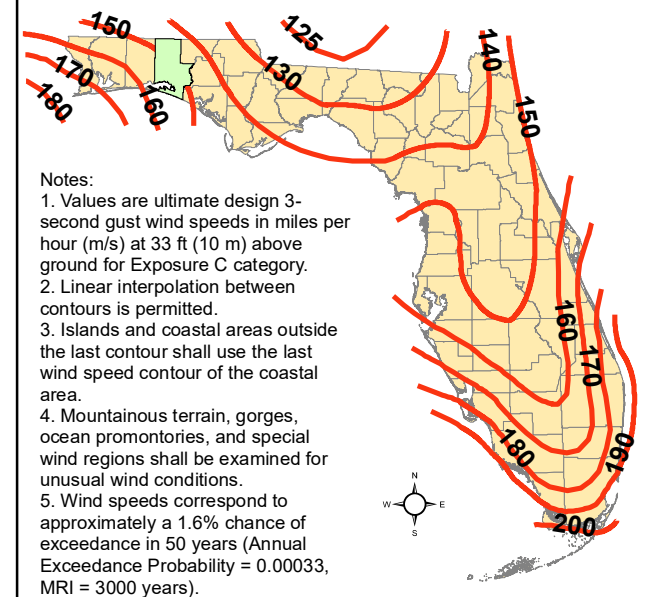 150
125
170
130
180
160
140
150
Notes:
1. Values are ultimate design 3-
second gust wind speeds in miles per
hour (m/s) at 33 ft (10 m) above
ground for Exposure C category.
2. Linear interpolation between
contours is permitted.
3. Islands and coastal areas outside
the last contour shall use the last
wind speed contour of the coastal
area.
4. Mountainous terrain, gorges,
ocean promontories, and special
wind regions shall be examined for
unusual wind conditions.
5. Wind speeds correspond to
approximately a 1.6% chance of
exceedance in 50 years (Annual
Exceedance Probability = 0.00033,
MRI = 3000 years).
160
170
180
190
200
N
W E
S